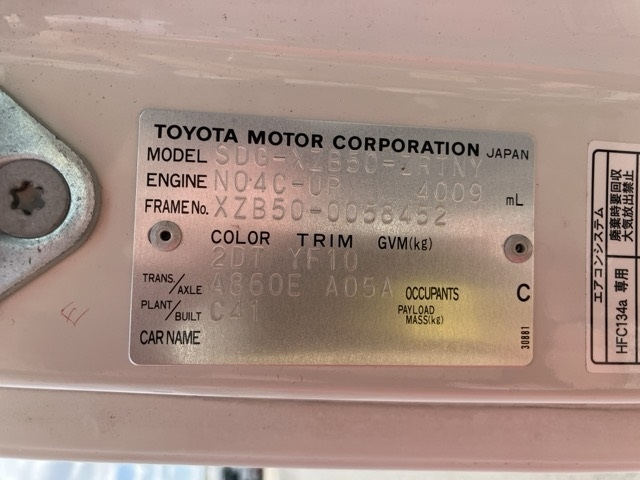 TOYOTA MOTOR CORPORATION JAPAN
MODEL SDG-XZB50-ZRTNY
ENGINE N04C-UP 4009 mL
FRAME No. XZB50-0058452
COLOR TRIM GVM(kg)
2DT YF10
TRANS./AXLE A860E A05A OCCUPANTS C
PLANT/BUILT C41 PAYLOAD MASS(kg)
CAR NAME
30881
エアコンシステム
廃棄時要回収
大気放出禁止
HFC134a 専用